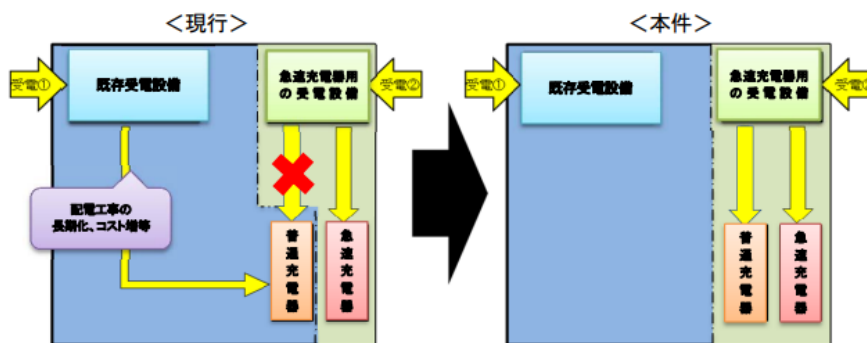 ＜現行＞
受電①
既存受電設備
急速充電器用
の受電設備
受電②
配電工事の
長期化、コスト増等
普通充電器
急速充電器
＜本件＞
受電①
既存受電設備
急速充電器用
の受電設備
受電②
普通充電器
急速充電器